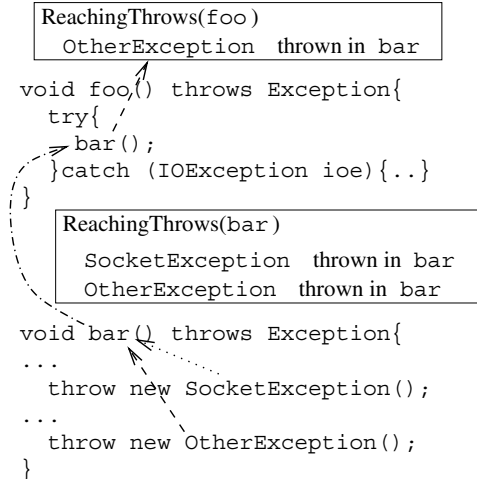 ReachingThrows(foo)
OtherException thrown in bar
void foo() throws Exception{
try{
bar();
}catch (IOException ioe){..}
}
ReachingThrows(bar)
SocketException thrown in bar
OtherException thrown in bar
void bar() throws Exception{
...
throw new SocketException();
...
throw new OtherException();
}